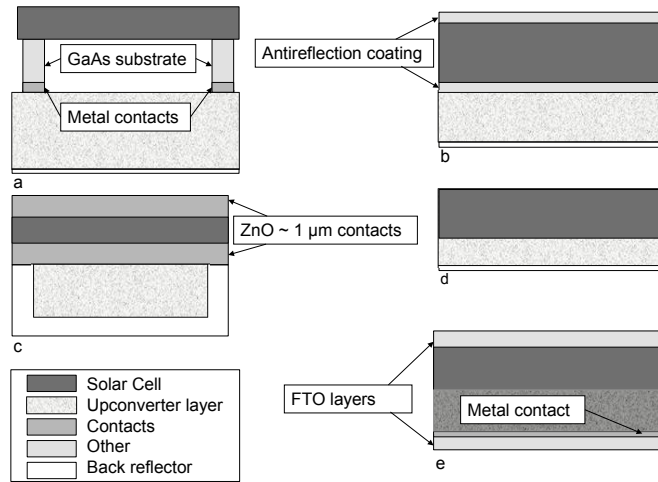 GaAs substrate
Metal contacts
a
Antireflection coating
b
ZnO ~ 1 µm contacts
c
d
Solar Cell
Upconverter layer
Contacts
Other
Back reflector
FTO layers
Metal contact
e